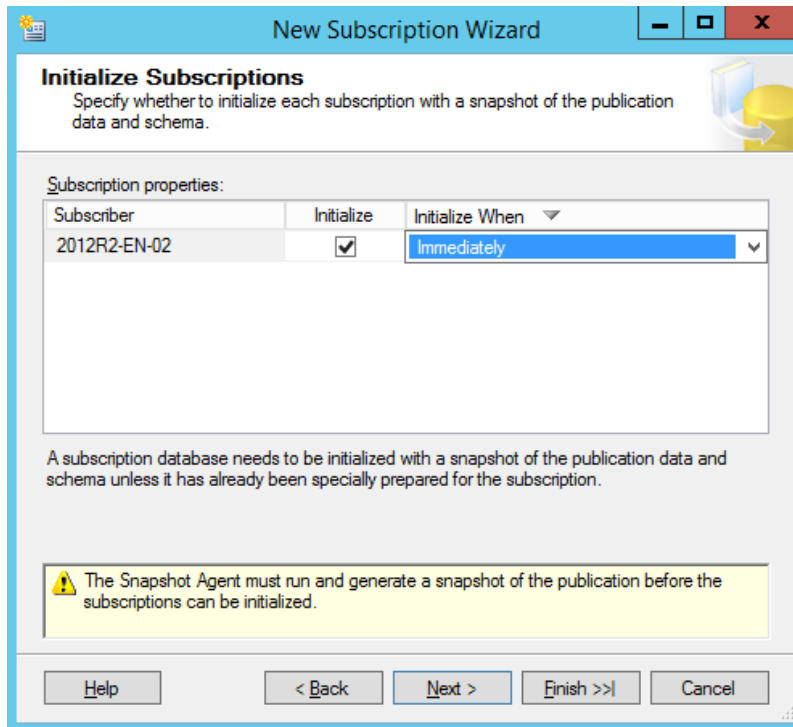 New Subscription Wizard
Initialize Subscriptions
Specify whether to initialize each subscription with a snapshot of the publication
data and schema.
Subscription properties:
Subscriber Initialize Initialize When
2012R2-EN-02 Immediately
A subscription database needs to be initialized with a snapshot of the publication data and
schema unless it has already been specially prepared for the subscription.
The Snapshot Agent must run and generate a snapshot of the publication before the
subscriptions can be initialized.
Help < Back Next > Finish >>| Cancel